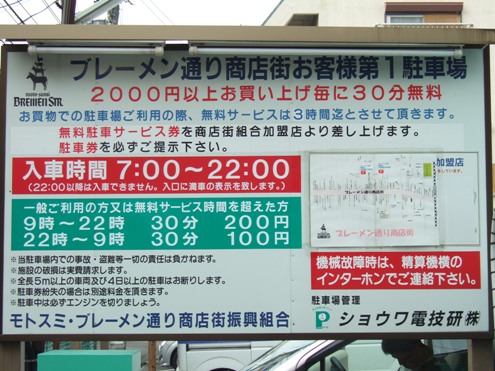 ブレーメン通り商店街お客様第1駐車場
moto-sumi
BREMEN STR.
2000円以上お買い上げ毎に30分無料
お買物での駐車場ご利用の際、無料サービスは3時間迄とさせて頂きます。
無料駐車サービス券を商店街組合加盟店より差し上げます。
駐車券を必ずご提示下さい。
入車時間 7:00〜22:00
(22:00以降は入車できません。入口に満車の表示を致します。)
加盟店
ブレーメン通り商店街
一般ご利用の方又は無料サービス時間を超えた方
9時〜22時 30分 200円
22時〜9時 30分 100円
※当駐車場内での事故・盗難等一切の責任は負かねます。
※施設の破損は実費請求します。
※全長5m以上の車両及び4日以上の駐車はお断りします。
※駐車券紛失の場合は別途料金を頂きます。
※駐車中は必ずエンジンを切りましょう。
機械故障時は、精算機横の
インターホンでご連絡下さい。
駐車場管理
P ショウワ電技研(株)
モトスミ・ブレーメン通り商店街振興組合